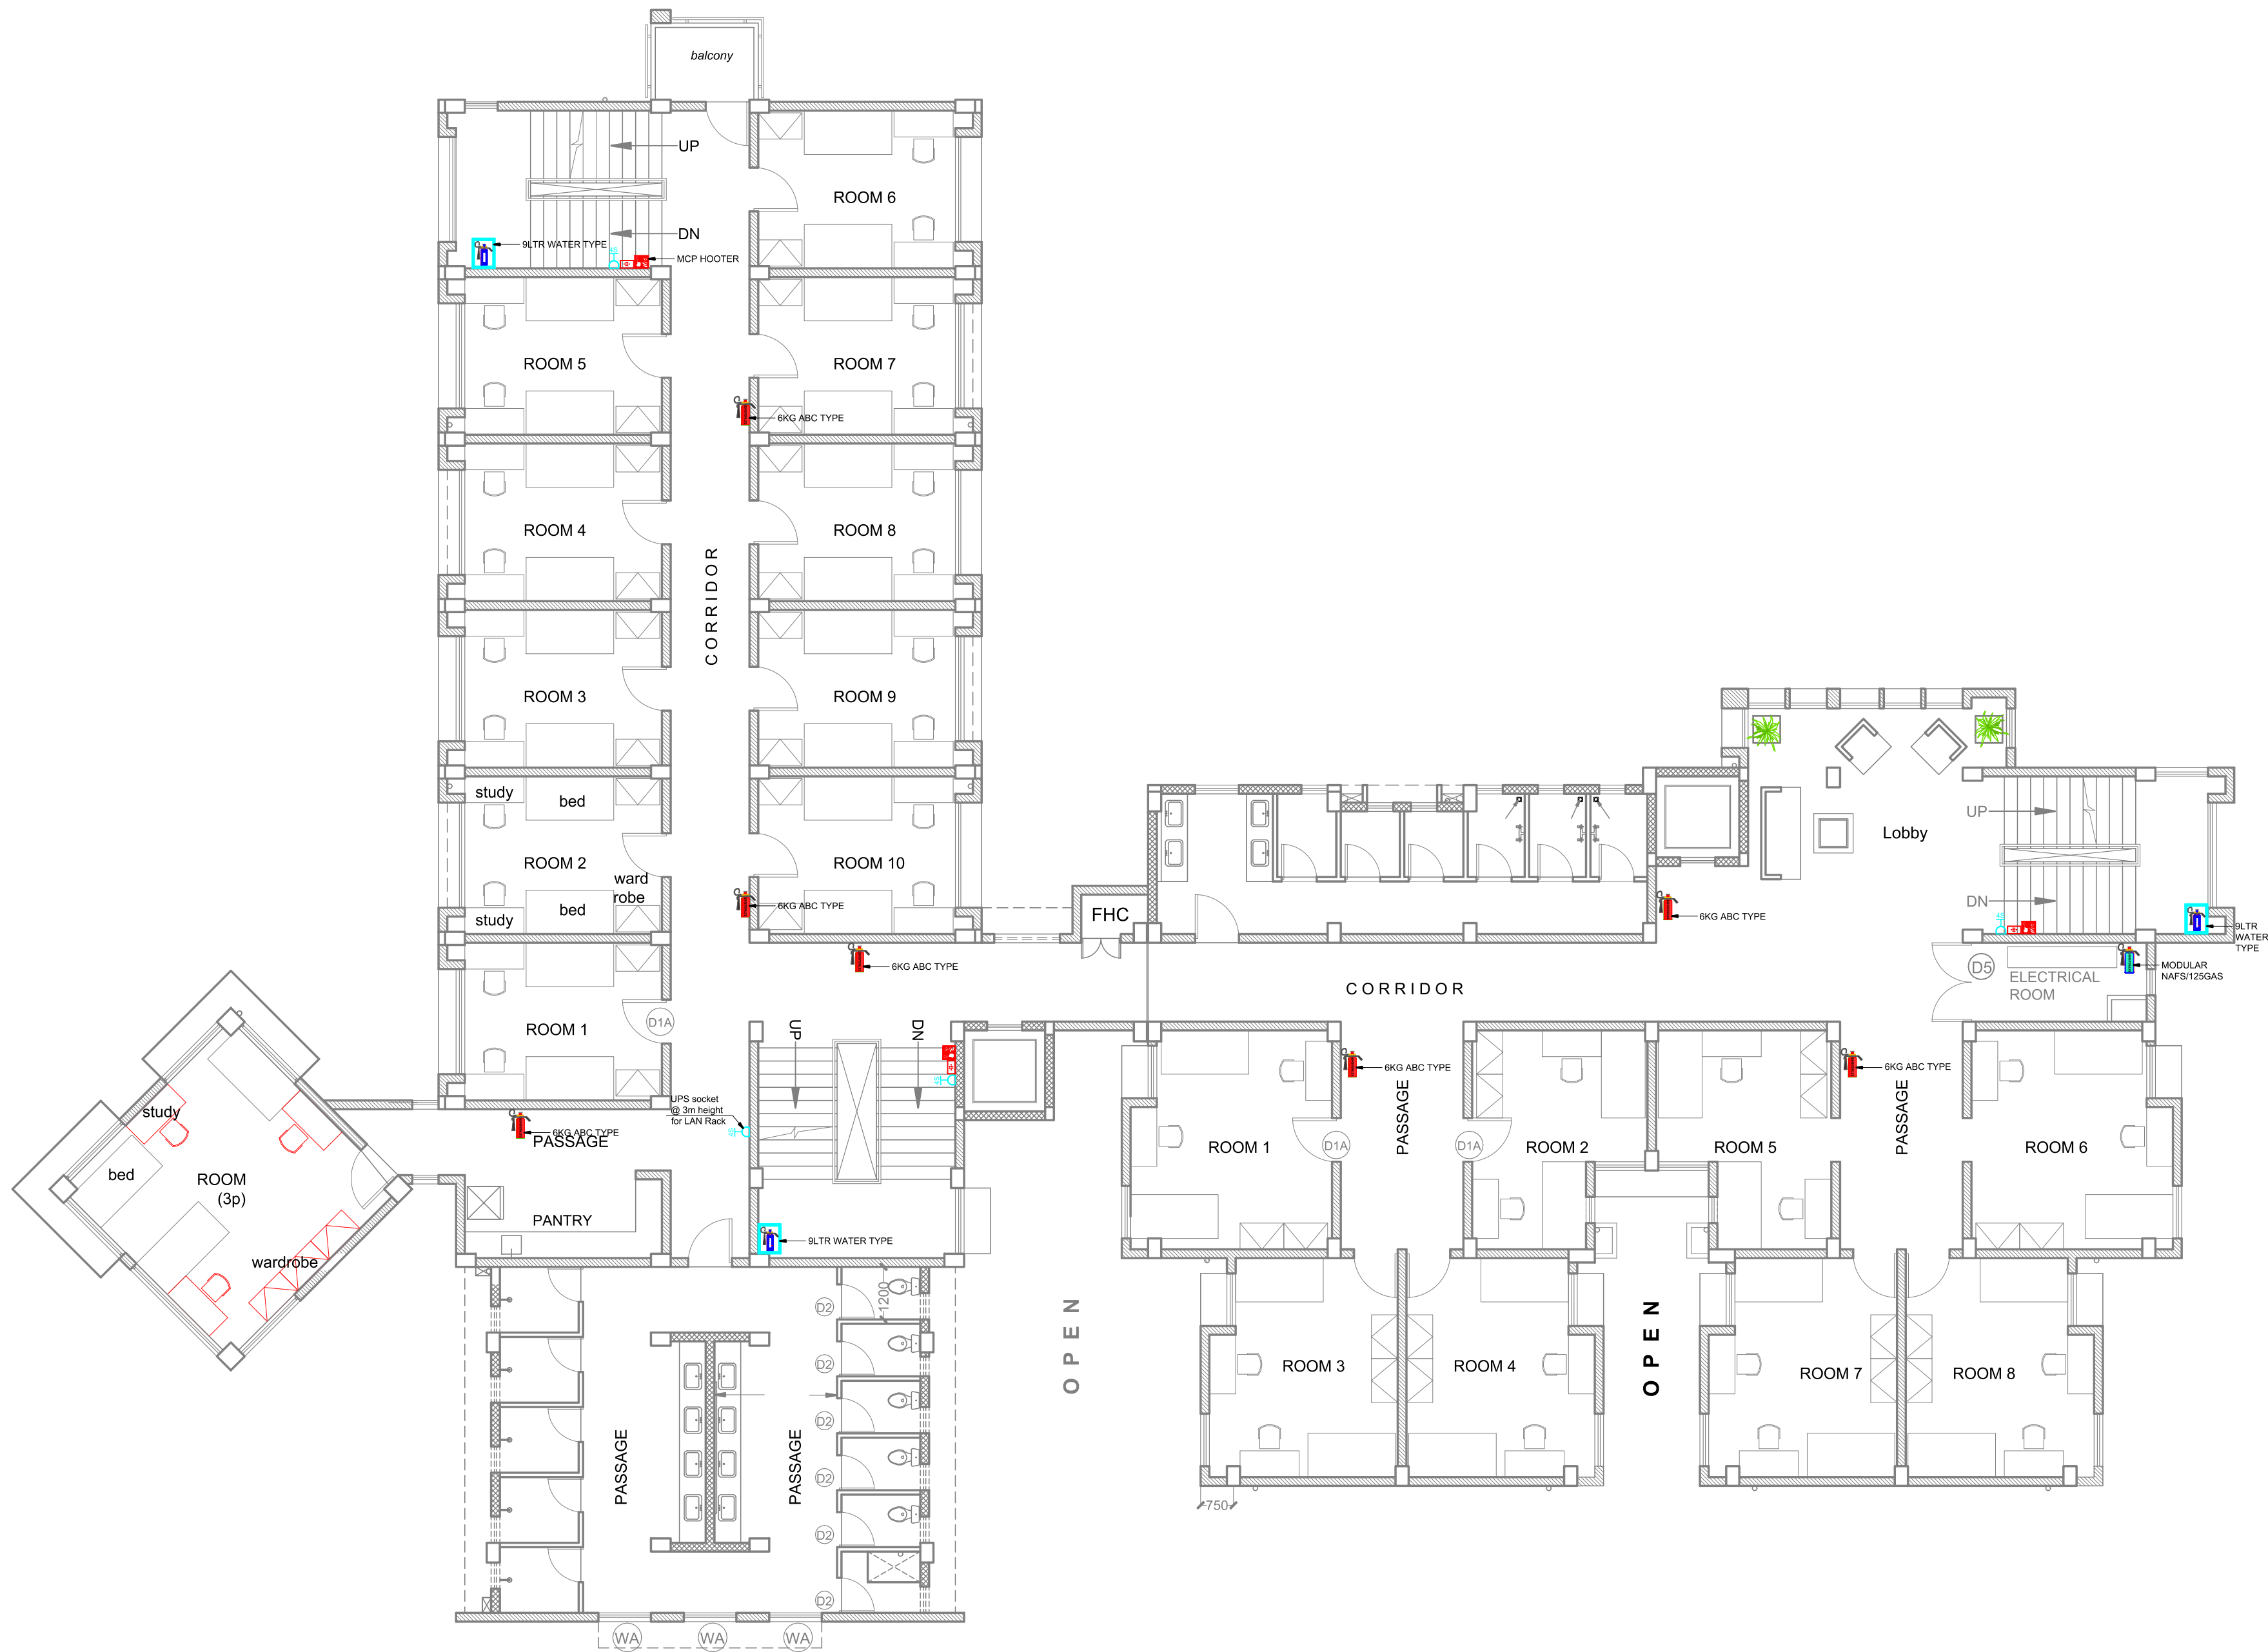 balcony
UP
ROOM 6
DN
9LTR WATER TYPE
MCP HOOTER
ROOM 5
ROOM 7
6KG ABC TYPE
ROOM 4
ROOM 8
CORRIDOR
ROOM 3
ROOM 9
study
bed
ROOM 2
ROOM 10
ward
robe
study
bed
6KG ABC TYPE
FHC
6KG ABC TYPE
UP
Lobby
DN
6KG ABC TYPE
9LTR
WATER
TYPE
6KG ABC TYPE
CORRIDOR
D5
ELECTRICAL
ROOM
MODULAR
NAFS/125GAS
ROOM 1
D1A
UP
DN
UPS socket
@ 3m height
for LAN Rack
study
6KG ABC TYPE
PASSAGE
bed
ROOM
(3p)
PANTRY
wardrobe
9LTR WATER TYPE
6KG ABC TYPE
PASSAGE
ROOM 1
D1A
D1A
ROOM 2
ROOM 5
PASSAGE
ROOM 6
1200
D2
D2
D2
D2
D2
D2
PASSAGE
PASSAGE
OPEN
OPEN
ROOM 3
ROOM 4
ROOM 7
ROOM 8
750
WA
WA
WA